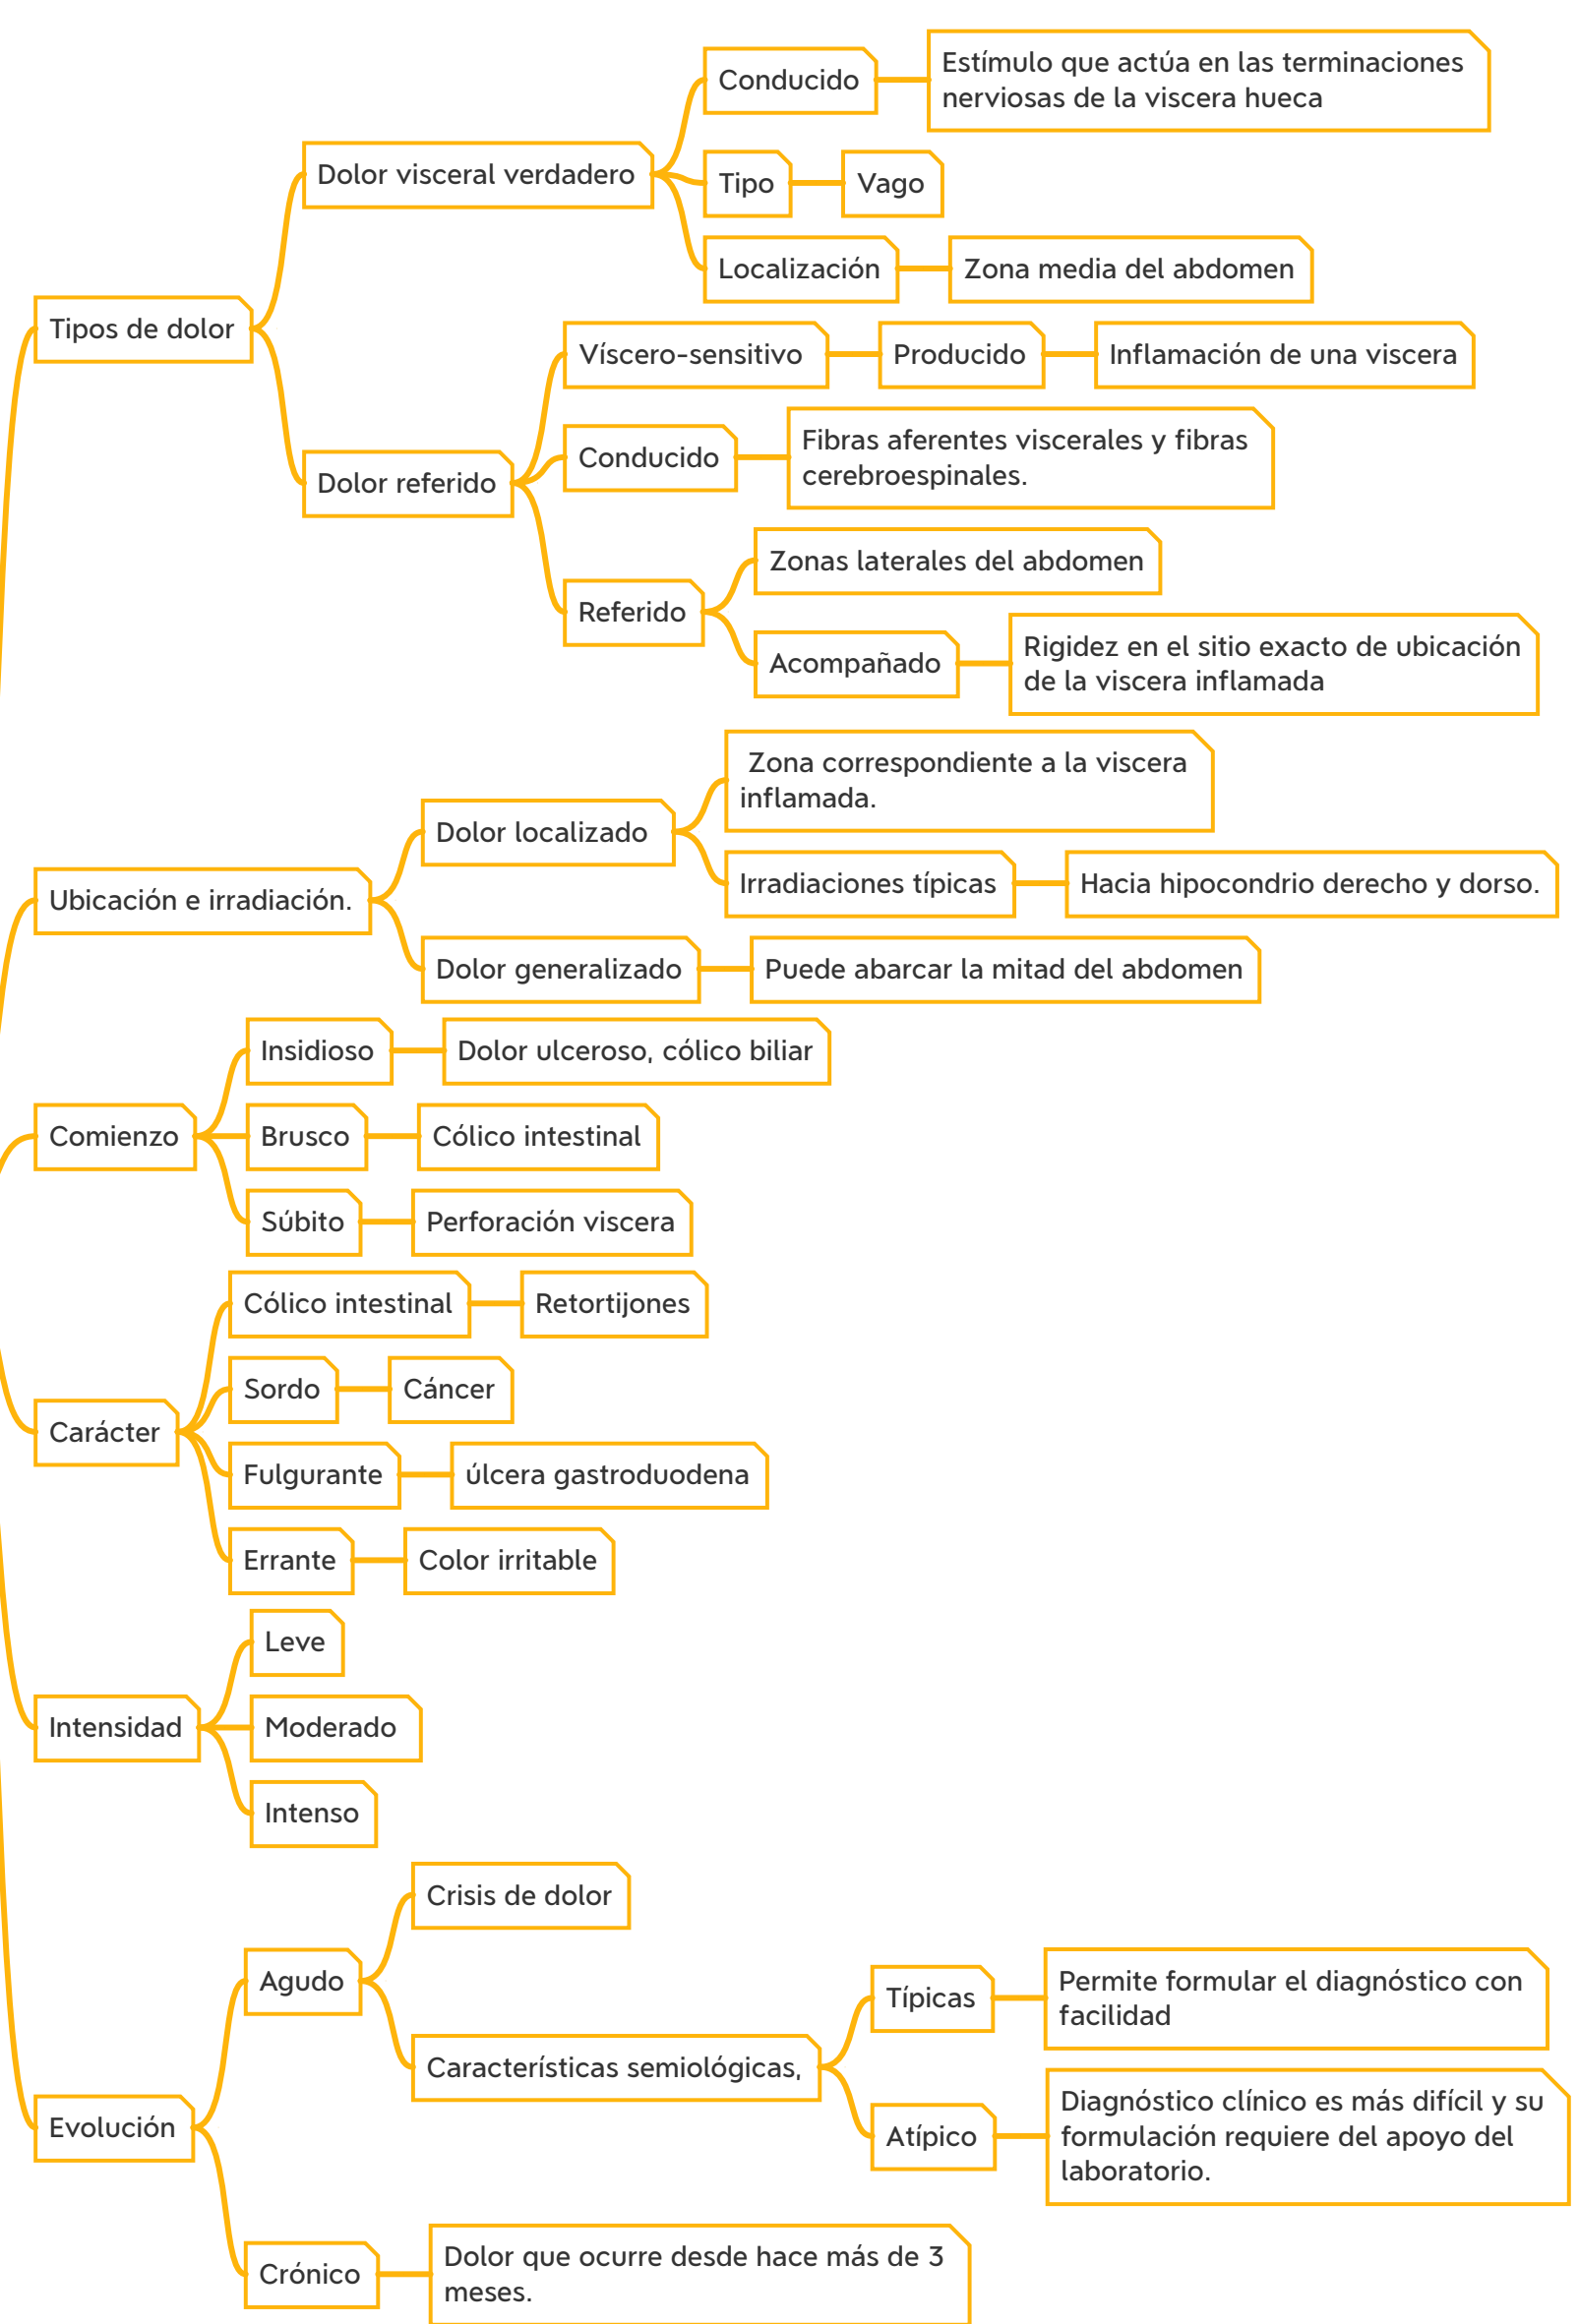 Tipos de dolor
Dolor visceral verdadero
Conducido
Estímulo que actúa en las terminaciones
nerviosas de la viscera hueca
Tipo
Vago
Localización
Zona media del abdomen
Dolor referido
Víscero-sensitivo
Producido
Inflamación de una viscera
Conducido
Fibras aferentes viscerales y fibras
cerebroespinales.
Referido
Zonas laterales del abdomen
Acompañado
Rigidez en el sitio exacto de ubicación
de la viscera inflamada
Ubicación e irradiación.
Dolor localizado
Zona correspondiente a la viscera
inflamada.
Irradiaciones típicas
Hacia hipocondrio derecho y dorso.
Dolor generalizado
Puede abarcar la mitad del abdomen
Comienzo
Insidioso
Dolor ulceroso, cólico biliar
Brusco
Cólico intestinal
Súbito
Perforación viscera
Carácter
Cólico intestinal
Retortijones
Sordo
Cáncer
Fulgurante
úlcera gastroduodena
Errante
Color irritable
Intensidad
Leve
Moderado
Intenso
Evolución
Agudo
Crisis de dolor
Características semiológicas,
Típicas
Permite formular el diagnóstico con
facilidad
Atípico
Diagnóstico clínico es más difícil y su
formulación requiere del apoyo del
laboratorio.
Crónico
Dolor que ocurre desde hace más de 3
meses.